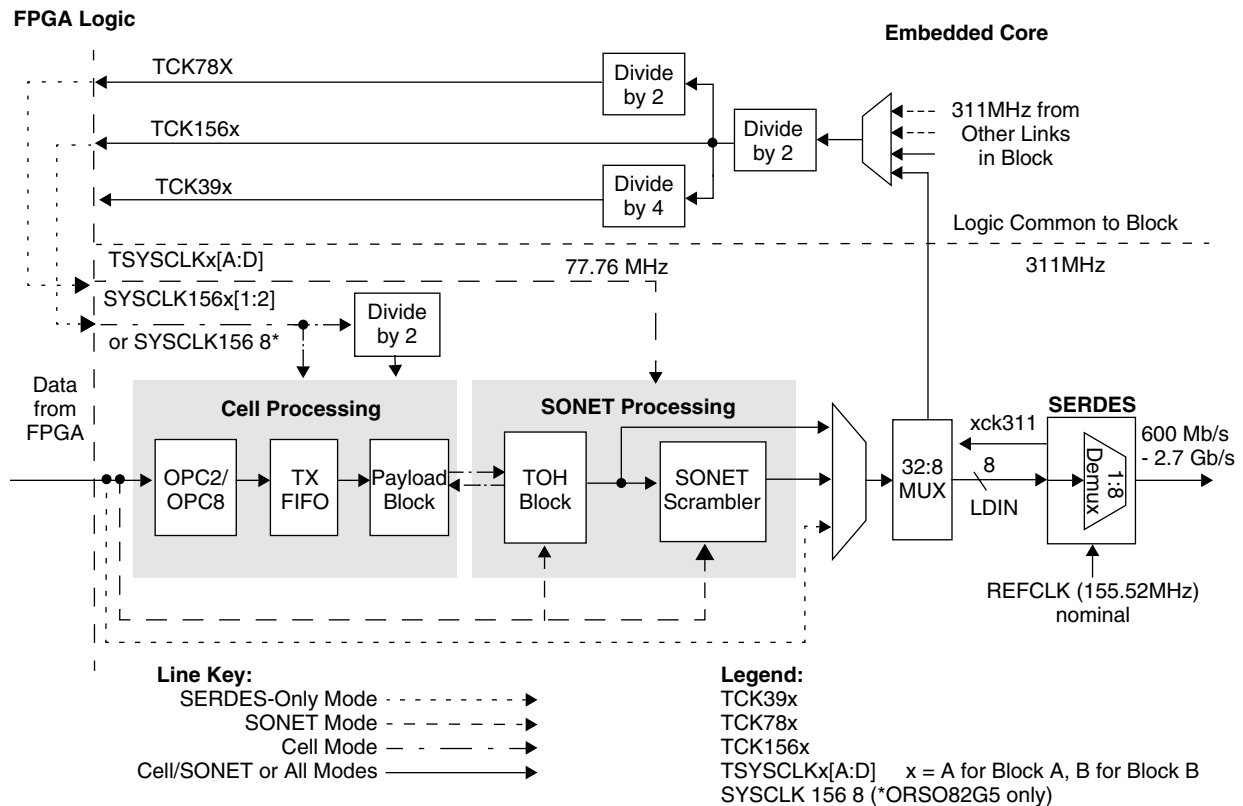 FPGA Logic
Embedded Core
TCK78X
Divide
by 2
TCK156x
Divide
by 2
311MHz from
Other Links
in Block
TCK39x
Divide
by 4
Logic Common to Block
TSYSCLKx[A:D]
77.76 MHz
311MHz
SYSCLK156x[1:2]
or SYSCLK156 8*
Divide
by 2
Data
from
FPGA
Cell Processing
SONET Processing
SERDES
OPC2/
OPC8
TX
FIFO
Payload
Block
TOH
Block
SONET
Scrambler
32:8
MUX
xck311
8
LDIN
1:8
Demux
600 Mb/s
- 2.7 Gb/s
REFCLK (155.52MHz)
nominal
Line Key:
SERDES-Only Mode
SONET Mode
Cell Mode
Cell/SONET or All Modes
Legend:
TCK39x
TCK78x
TCK156x
TSYSCLKx[A:D] x = A for Block A, B for Block B
SYSCLK 156 8 (*ORSO82G5 only)